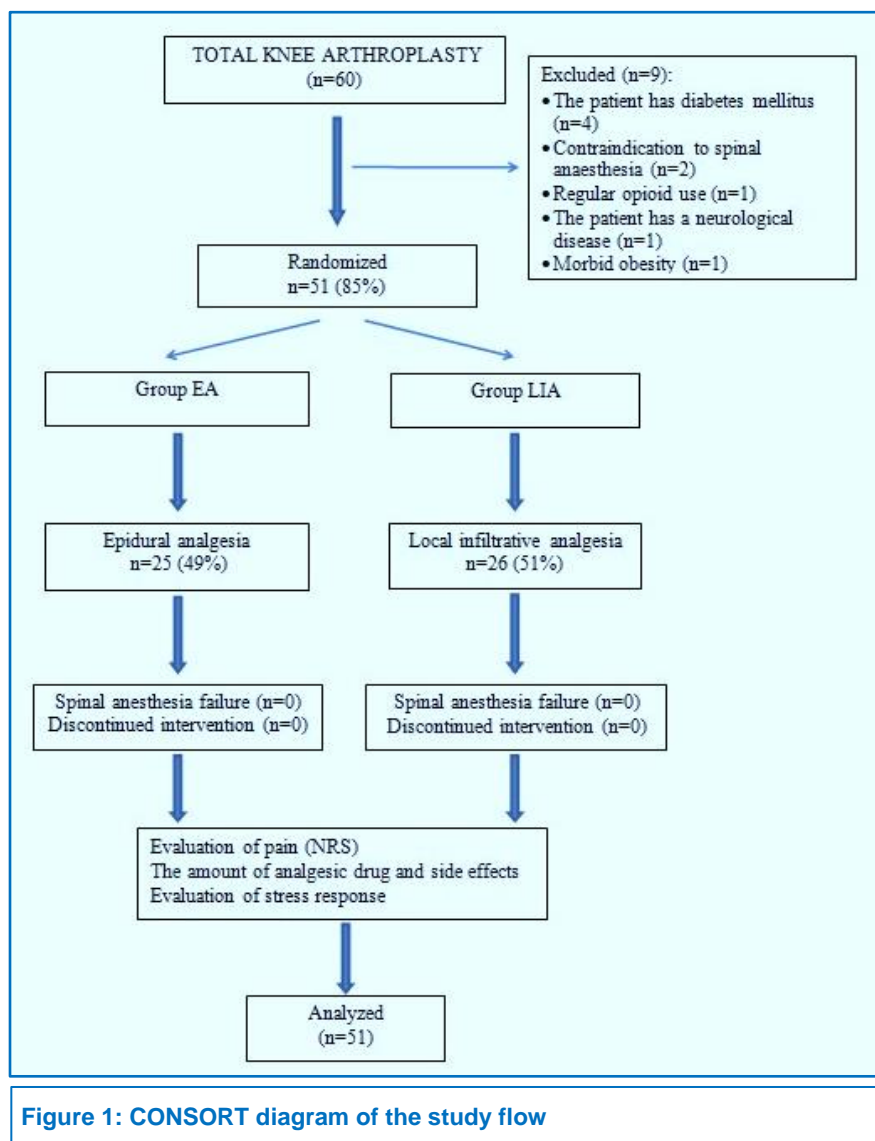 TOTAL KNEE ARTHROPLASTY
(n=60)
Excluded (n=9):
•The patient has diabetes mellitus
(n=4)
•Contraindication to spinal
anaesthesia (n=2)
•Regular opioid use (n=1)
•The patient has a neurological
disease (n=1)
•Morbid obesity (n=1)
Randomized
n=51 (85%)
Group EA
Group LIA
Epidural analgesia
n=25 (49%)
Local infiltrative analgesia
n=26 (51%)
Spinal anesthesia failure (n=0)
Discontinued intervention (n=0)
Spinal anesthesia failure (n=0)
Discontinued intervention (n=0)
Evaluation of pain (NRS)
The amount of analgesic drug and side effects
Evaluation of stress response
Analyzed
(n=51)
Figure 1: CONSORT diagram of the study flow